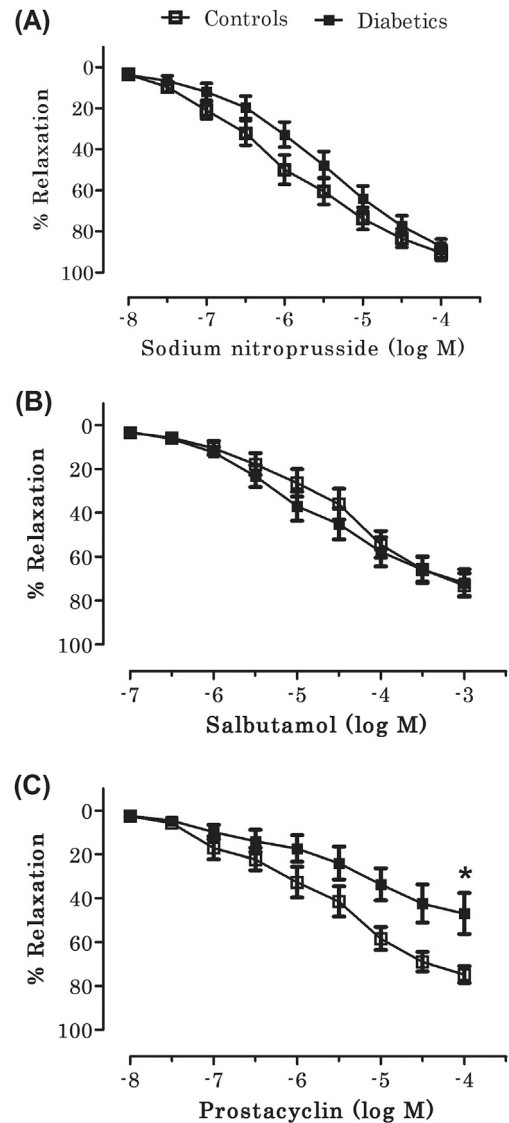 (A)
Controls Diabetics
0
20
40
60
80
100
% Relaxation
-8 -7 -6 -5 -4
Sodium nitroprusside (log M)
(B)
0
20
40
60
80
100
% Relaxation
-7 -6 -5 -4 -3
Salbutamol (log M)
(C)
0
20
40
60
80
100
% Relaxation
*
-8 -7 -6 -5 -4
Prostacyclin (log M)